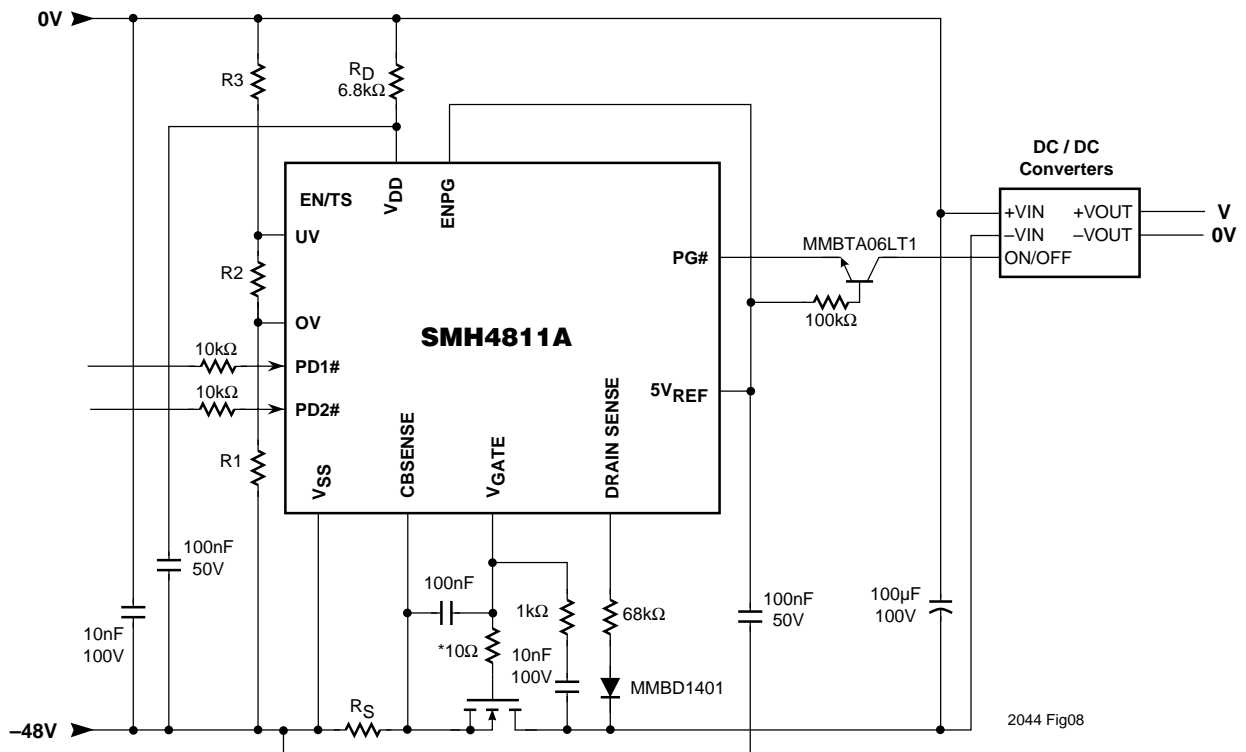 0V
R3
RD
6.8kΩ
DC / DC
Converters
EN/TS
VDD
ENPG
+VIN
+VOUT
V
UV
–VIN
–VOUT
0V
PG#
MMBTA06LT1
ON/OFF
R2
100kΩ
OV
SMH4811A
10kΩ
PD1#
5VREF
10kΩ
PD2#
R1
VSS
CBSENSE
VGATE
DRAIN SENSE
100nF
50V
100nF
1kΩ
68kΩ
100nF
50V
100µF
100V
10nF
100V
*10Ω
10nF
100V
MMBD1401
RS
–48V
2044 Fig08